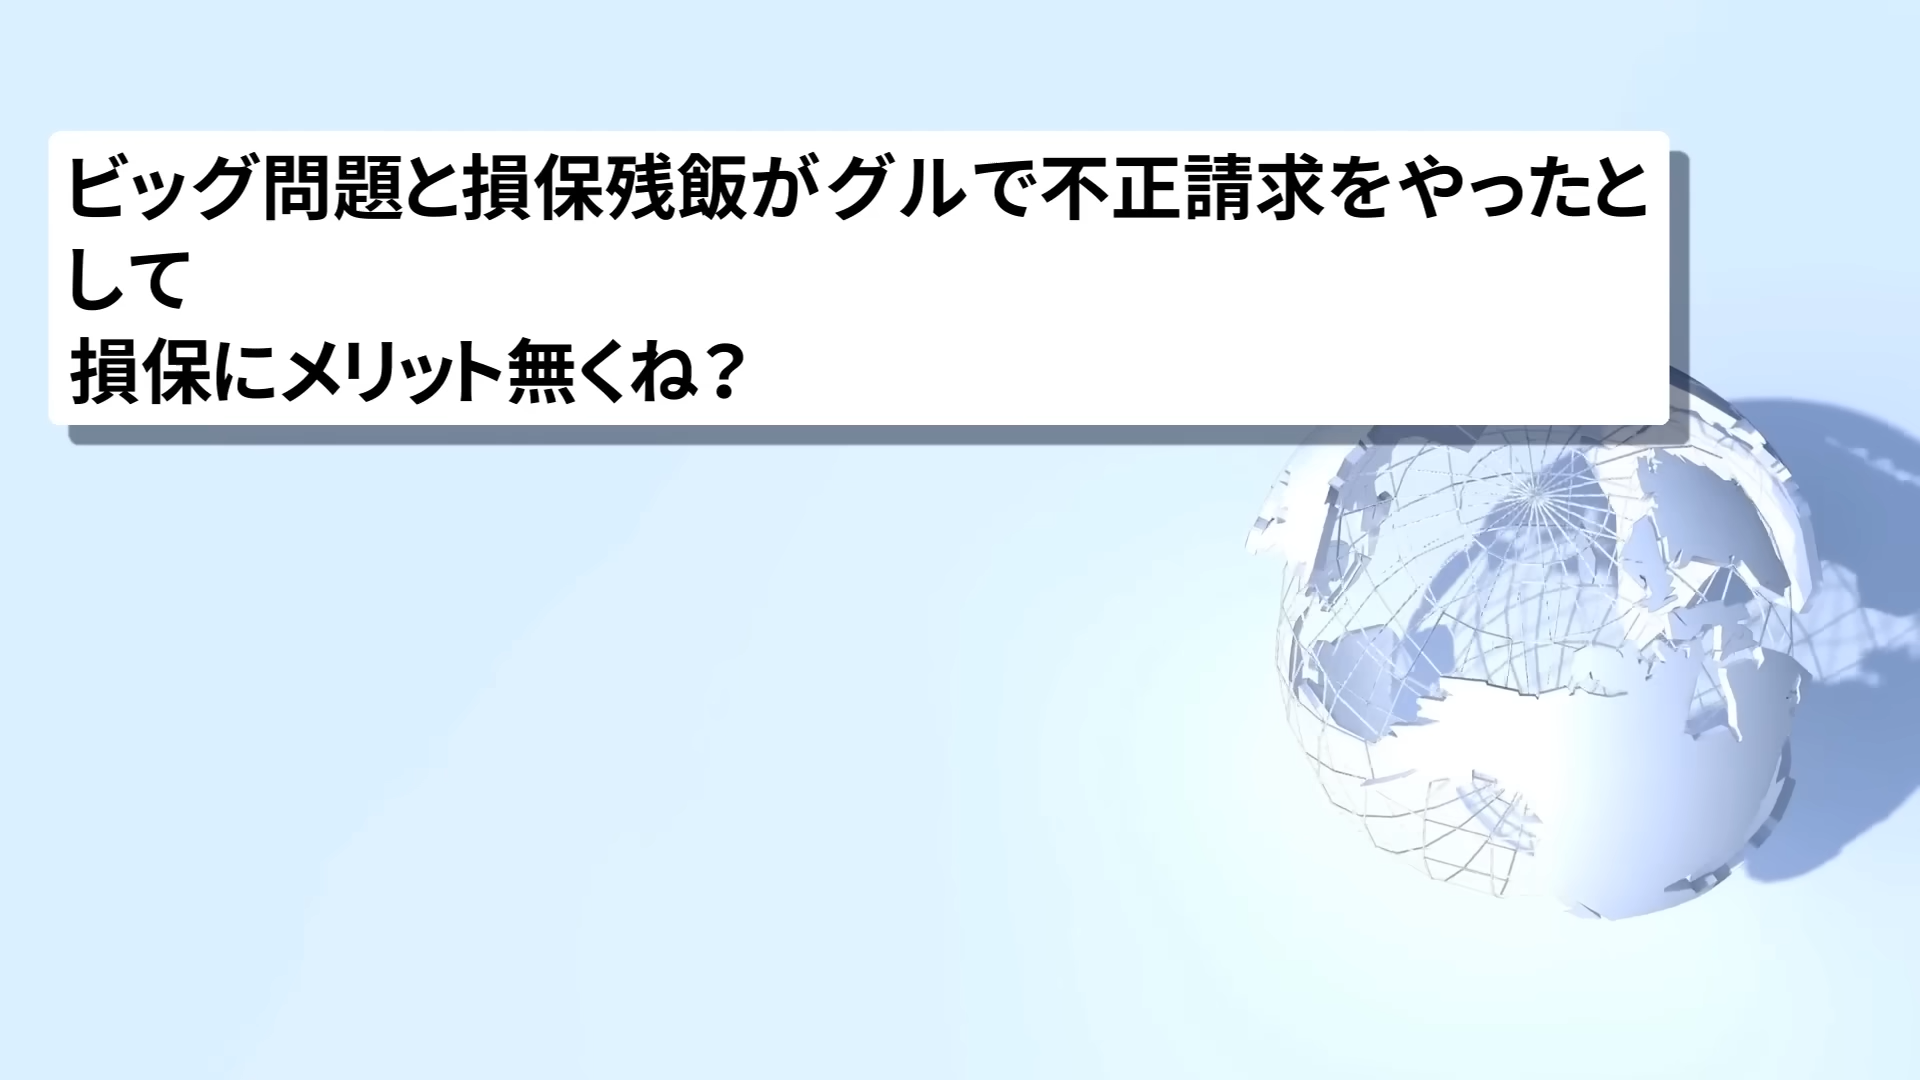 ビッグ問題と損保残飯がグルで不正請求をやったと
して
損保にメリット無くね？